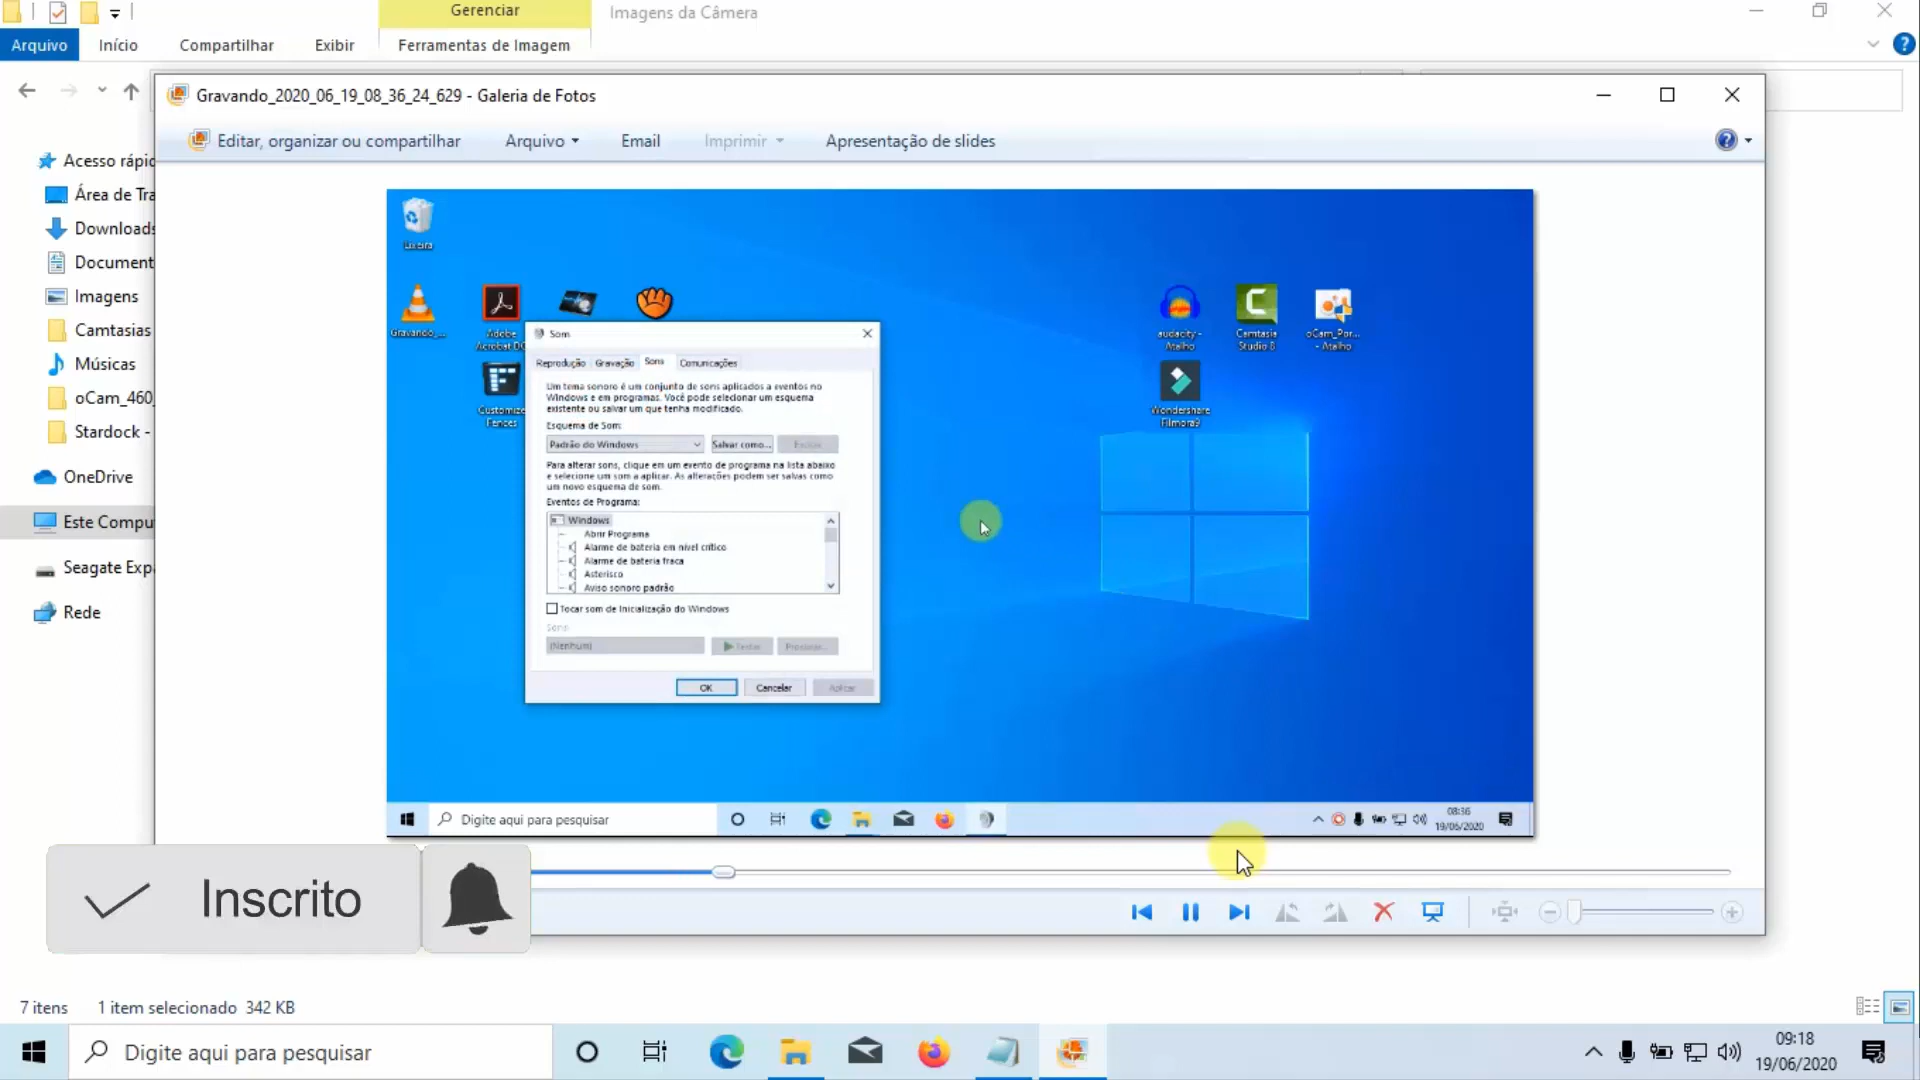 Gerenciar
Imagens da Câmera
Arquivo
Início
Compartilhar
Exibir
Ferramentas de Imagem
Gravando_2020_06_19_08_36_24_629 - Galeria de Fotos
Editar, organizar ou compartilhar
Arquivo
Email
Imprimir
Apresentação de slides
Acesso rápid
Área de Tra
Downloads
Document
Imagens
Camtasias
Músicas
oCam_460_
Stardock -
OneDrive
Este Compu
Seagate Expa
Rede
Lixeira
Gravando_...
Adobe
Acrobat DC
Customize
Fences
audacity -
Atalho
Camtasia
Studio 8
oCam_Por...
- Atalho
Wondershare
Filmora9
Som
Reprodução
Gravação
Sons
Comunicações
Um tema sonoro é um conjunto de sons aplicados a eventos no
Windows e em programas. Você pode selecionar um esquema
existente ou salvar um que tenha modificado.
Esquema de Som:
Padrão do Windows
Salvar como...
Para alterar sons, clique em um evento de programa na lista abaixo
e selecione um som a aplicar. As alterações podem ser salvas como
um novo esquema de som.
Eventos de Programa:
Windows
Abrir Programa
Alarme de bateria em nível crítico
Alarme de bateria fraca
Asterisco
Aviso sonoro padrão
Tocar som de Inicialização do Windows
Sons:
(Nenhum)
Testar
Procurar...
OK
Cancelar
Aplicar
Digite aqui para pesquisar
08:36
19/06/2020
Inscrito
7 itens
1 item selecionado 342 KB
Digite aqui para pesquisar
09:18
19/06/2020